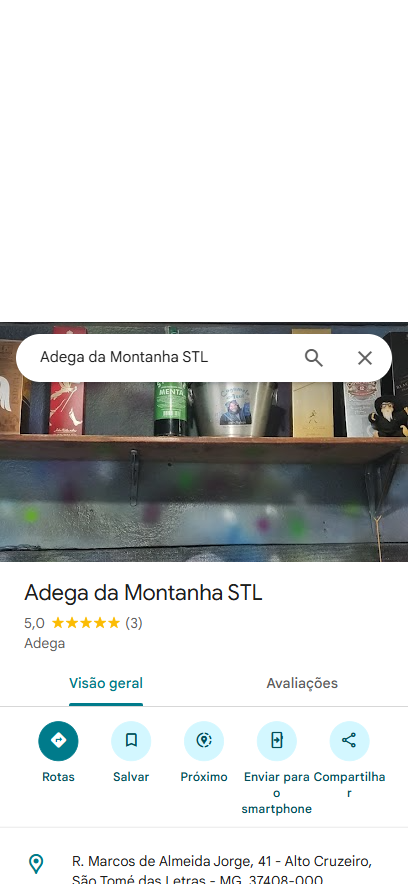 Adega da Montanha STL
MENTA
Adega da Montanha STL
5,0 (3)
Adega
Visão geral
Avaliações
Rotas
Salvar
Próximo
Enviar para o smartphone
Compartilhar
R. Marcos de Almeida Jorge, 41 - Alto Cruzeiro,
São Tomé das Letras - MG, 37408-000